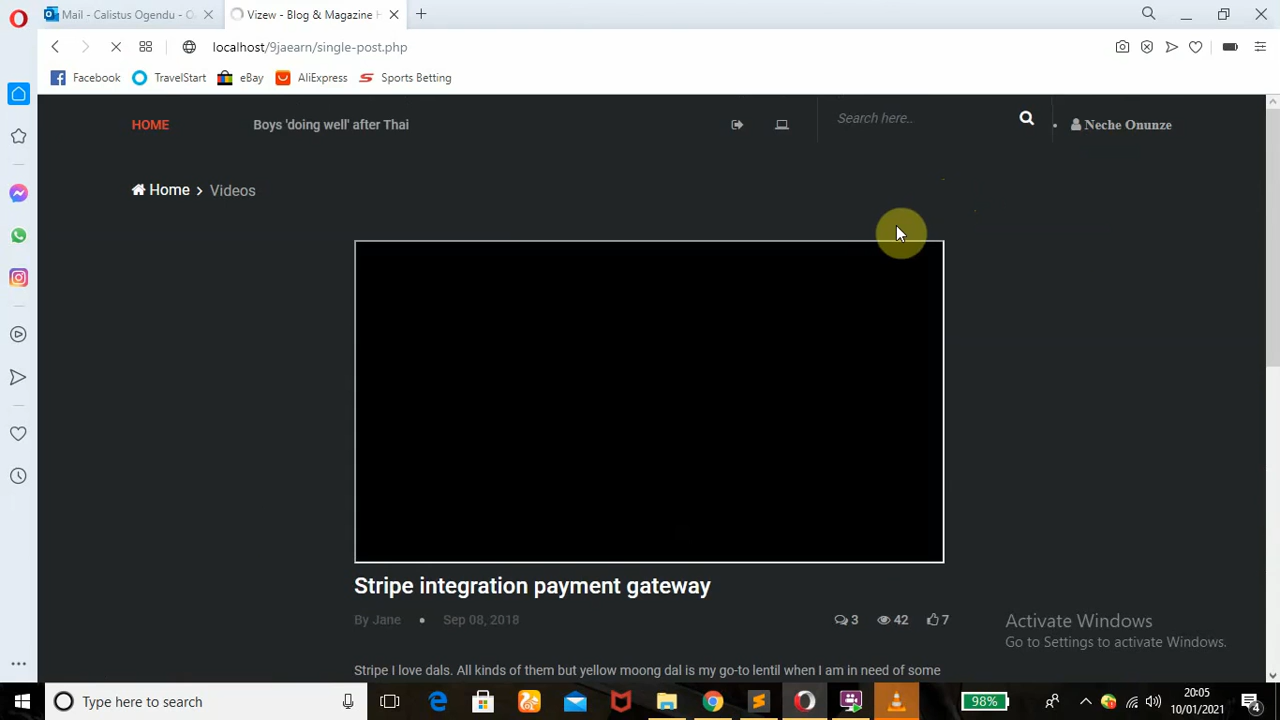 Mail - Calistus Ogendu - O
Vizew - Blog & Magazine H
localhost/9jaearn/single-post.php
Facebook
TravelStart
eBay
AliExpress
Sports Betting
HOME
Boys 'doing well' after Thai
Search here...
Neche Onunze
Home > Videos
Stripe integration payment gateway
By Jane • Sep 08, 2018
3
42
7
Stripe I love dals. All kinds of them but yellow moong dal is my go-to lentil when I am in need of some
Activate Windows
Go to Settings to activate Windows.
Type here to search
98%
20:05
10/01/2021
4